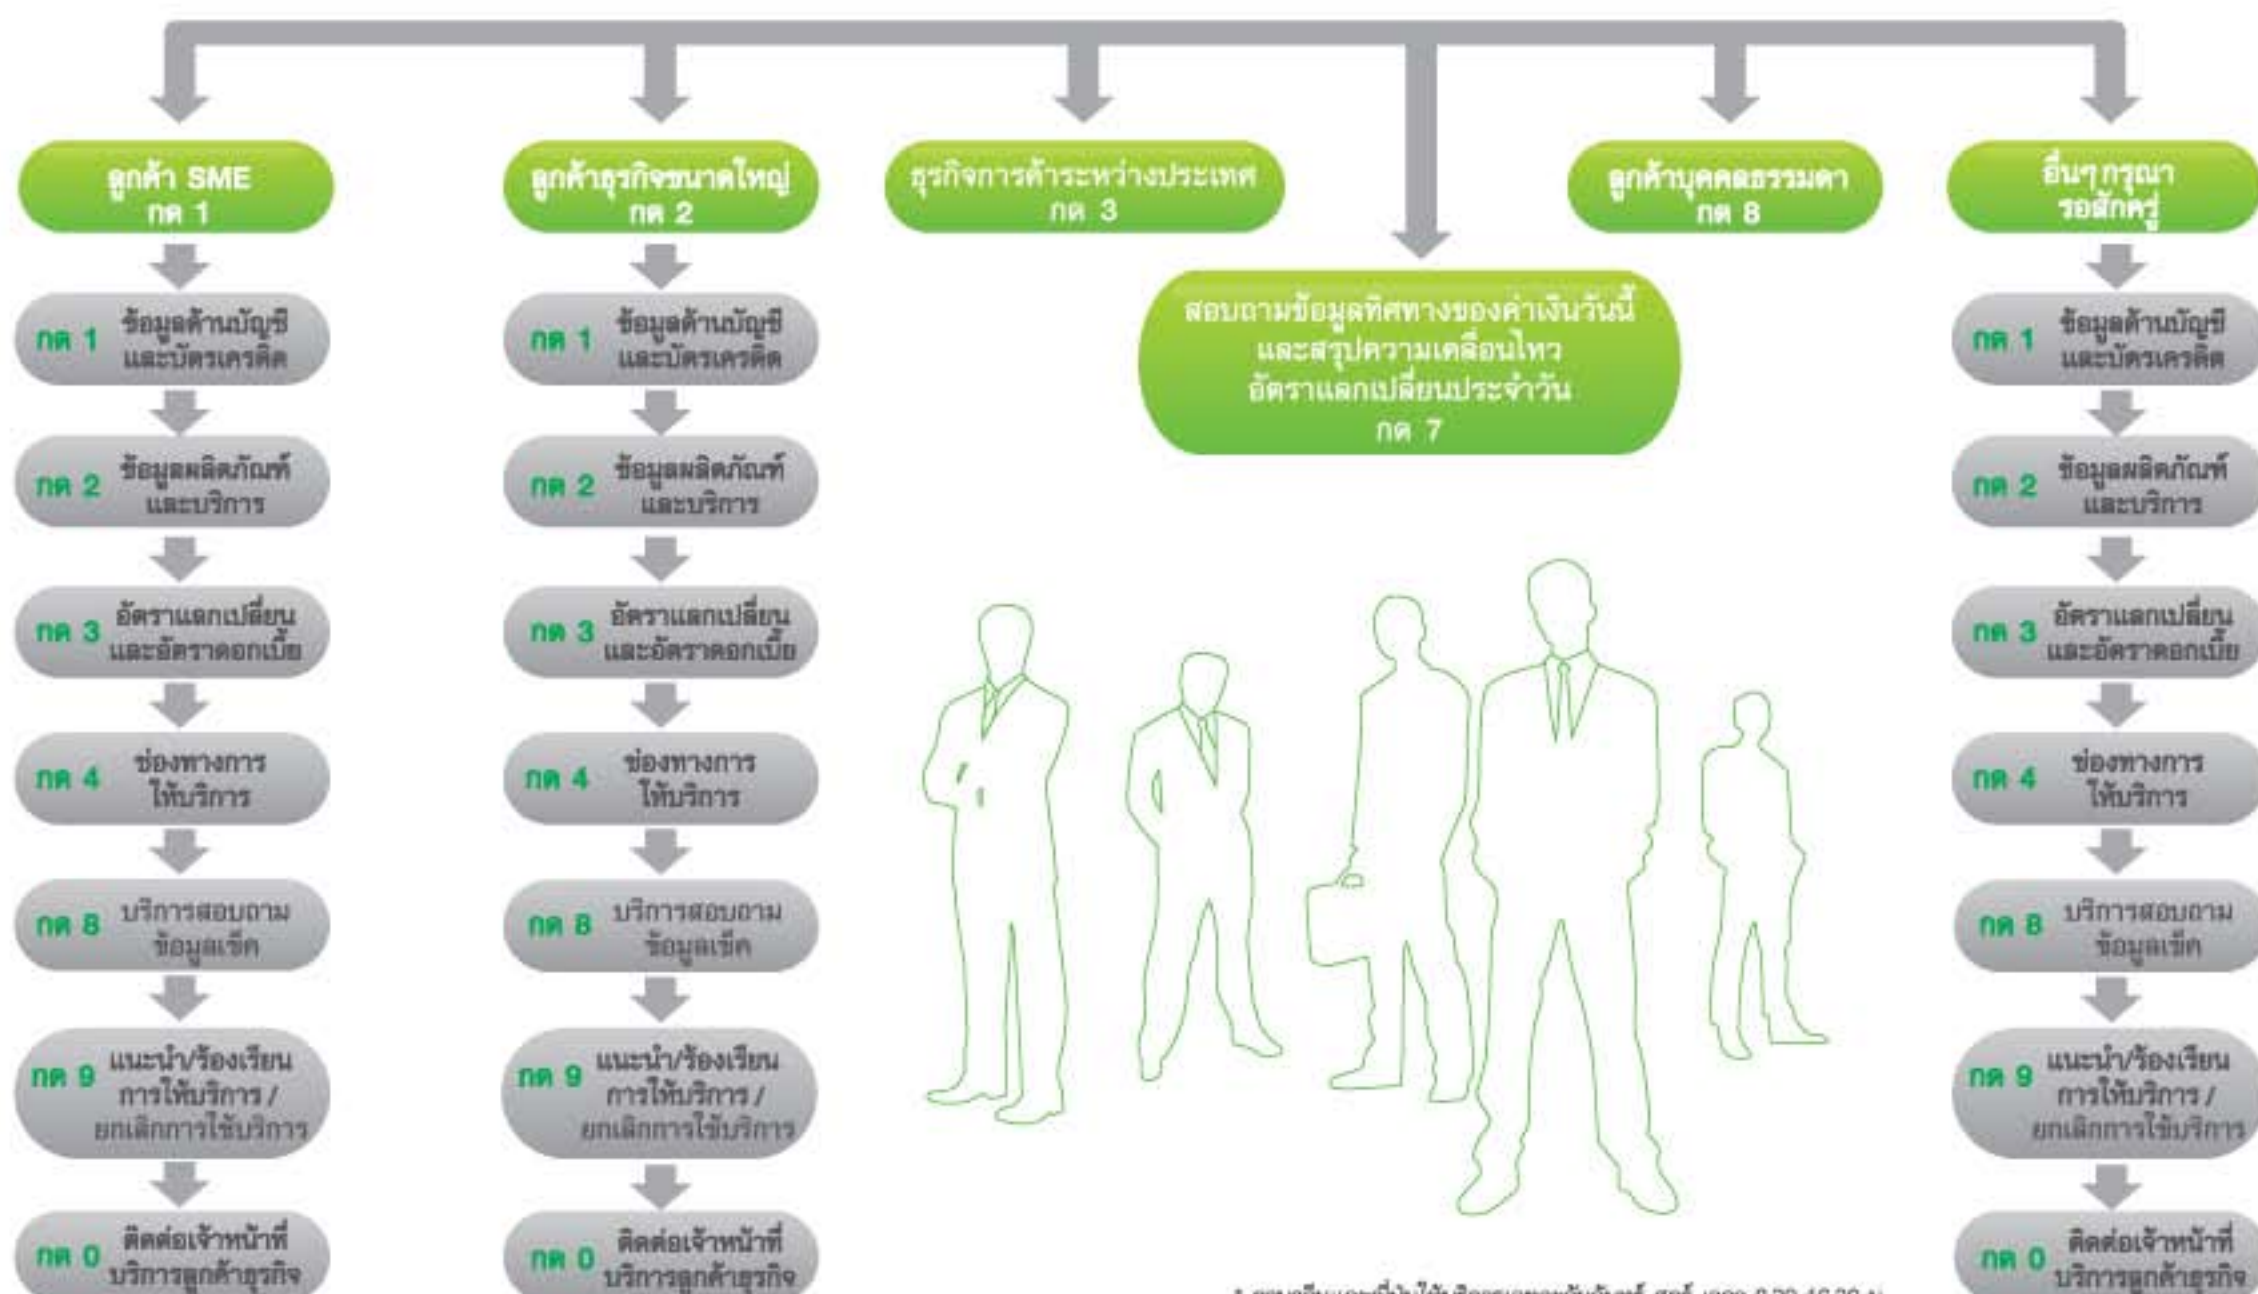 ลูกค้า SME
กด 1
ลูกค้าธุรกิจขนาดใหญ่
กด 2
ธุรกิจการค้าระหว่างประเทศ
กด 3
ลูกค้าบุคคลธรรมดา
กด 8
อื่นๆ กรุณา
รอสักครู่
สอบถามข้อมูลทิศทางของค่าเงินวันนี้
และสรุปความเคลื่อนไหว
อัตราแลกเปลี่ยนประจำวัน
กด 7
กด 1 ข้อมูลด้านบัญชี
และบัตรเครดิต
กด 2 ข้อมูลผลิตภัณฑ์
และบริการ
กด 3 อัตราแลกเปลี่ยน
และอัตราดอกเบี้ย
กด 4 ช่องทางการ
ให้บริการ
กด 8 บริการสอบถาม
ข้อมูลเช็ค
กด 9 แนะนำ/ร้องเรียน
การให้บริการ /
ยกเลิกการใช้บริการ
กด 0 ติดต่อเจ้าหน้าที่
บริการลูกค้าธุรกิจ
กด 1 ข้อมูลด้านบัญชี
และบัตรเครดิต
กด 2 ข้อมูลผลิตภัณฑ์
และบริการ
กด 3 อัตราแลกเปลี่ยน
และอัตราดอกเบี้ย
กด 4 ช่องทางการ
ให้บริการ
กด 8 บริการสอบถาม
ข้อมูลเช็ค
กด 9 แนะนำ/ร้องเรียน
การให้บริการ /
ยกเลิกการใช้บริการ
กด 0 ติดต่อเจ้าหน้าที่
บริการลูกค้าธุรกิจ
กด 1 ข้อมูลด้านบัญชี
และบัตรเครดิต
กด 2 ข้อมูลผลิตภัณฑ์
และบริการ
กด 3 อัตราแลกเปลี่ยน
และอัตราดอกเบี้ย
กด 4 ช่องทางการ
ให้บริการ
กด 8 บริการสอบถาม
ข้อมูลเช็ค
กด 9 แนะนำ/ร้องเรียน
การให้บริการ /
ยกเลิกการใช้บริการ
กด 0 ติดต่อเจ้าหน้าที่
บริการลูกค้าธุรกิจ